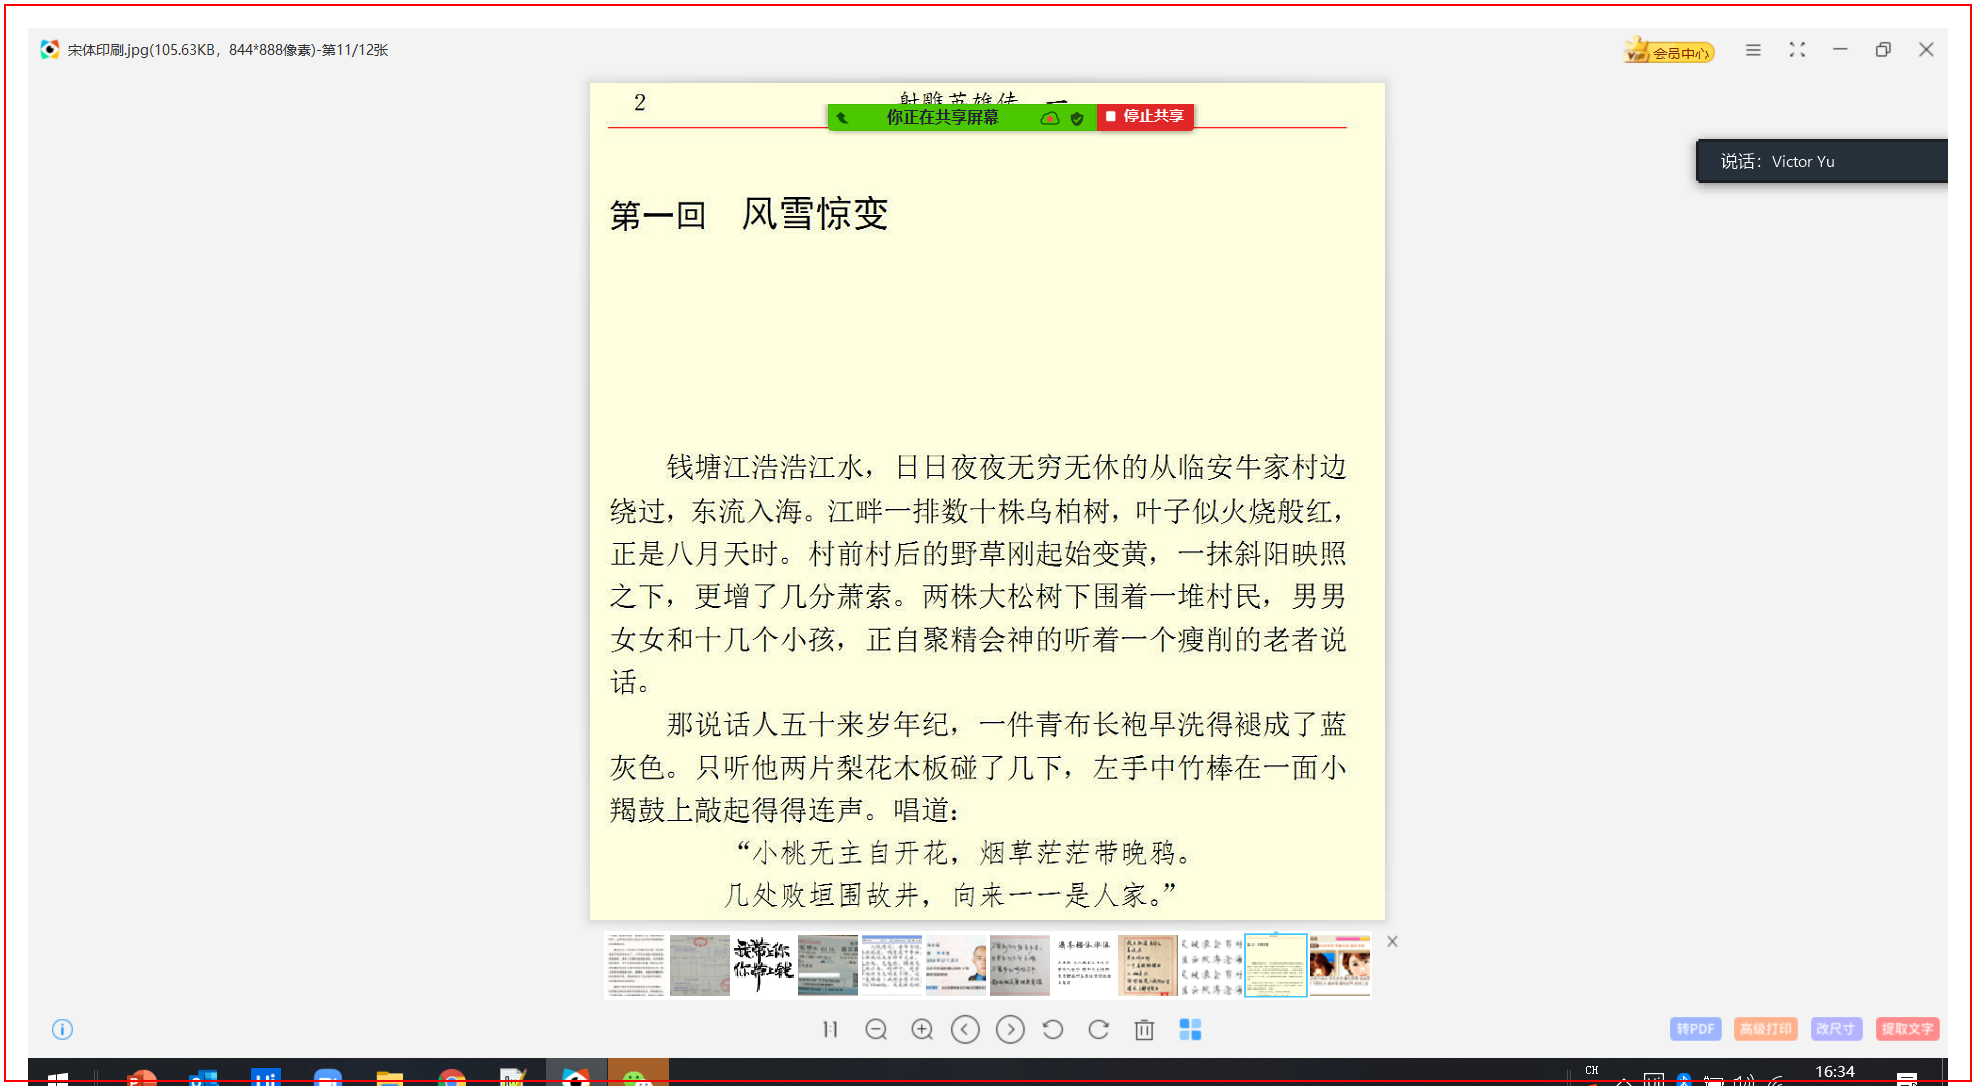 宋体印刷.jpg(105.63KB，844*888像素)-第11/12张
VIP 会员中心
2 射雕英雄传 一
你正在共享屏幕 停止共享
说话：Victor Yu
第一回 风雪惊变
钱塘江浩浩江水，日日夜夜无穷无休的从临安牛家村边
绕过，东流入海。江畔一排数十株乌柏树，叶子似火烧般红，
正是八月天时。村前村后的野草刚起始变黄，一抹斜阳映照
之下，更增了几分萧索。两株大松树下围着一堆村民，男男
女女和十几个小孩，正自聚精会神的听着一个瘦削的老者说
话。
那说话人五十来岁年纪，一件青布长袍早洗得褪成了蓝
灰色。只听他两片梨花木板碰了几下，左手中竹棒在一面小
羯鼓上敲起得得连声。唱道：
“小桃无主自开花，烟草茫茫带晚鸦。
几处败垣围故井，向来一一是人家。”
我带上你
你带上钱
1:1
转PDF 高级打印 改尺寸 提取文字
CH
16:34